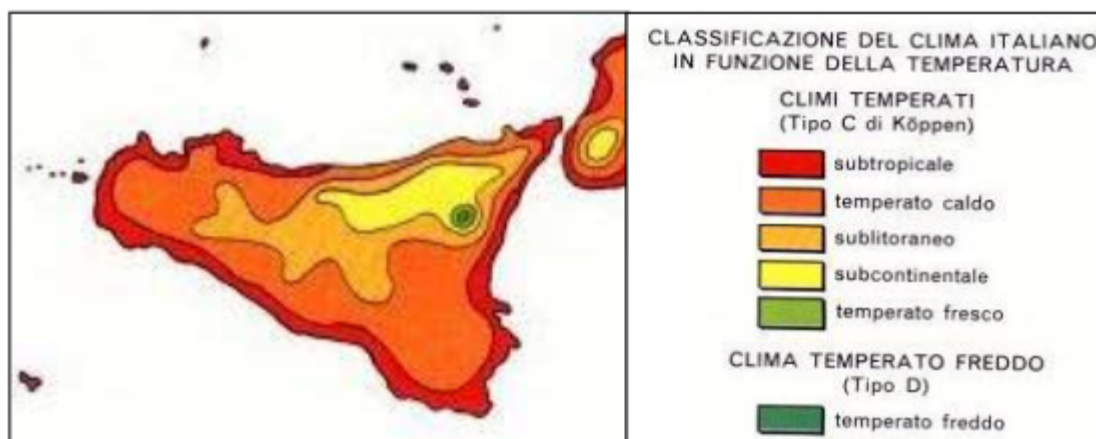 CLASSIFICAZIONE DEL CLIMA ITALIANO
IN FUNZIONE DELLA TEMPERATURA
CLIMI TEMPERATI
(Tipo C di Köppen)
subtropicale
temperato caldo
sublitoraneo
subcontinentale
temperato fresco
CLIMA TEMPERATO FREDDO
(Tipo D)
temperato freddo